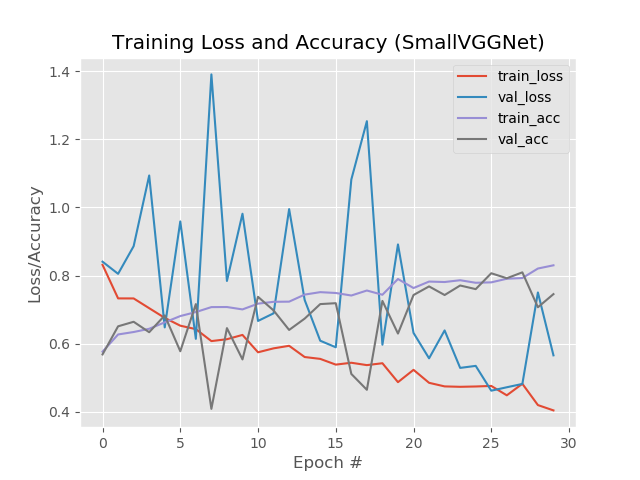 Training Loss and Accuracy (SmallVGGNet)
train_loss
val_loss
train_acc
val_acc
Loss/Accuracy
1.4
1.2
1.0
0.8
0.6
0.4
0 5 10 15 20 25 30
Epoch #